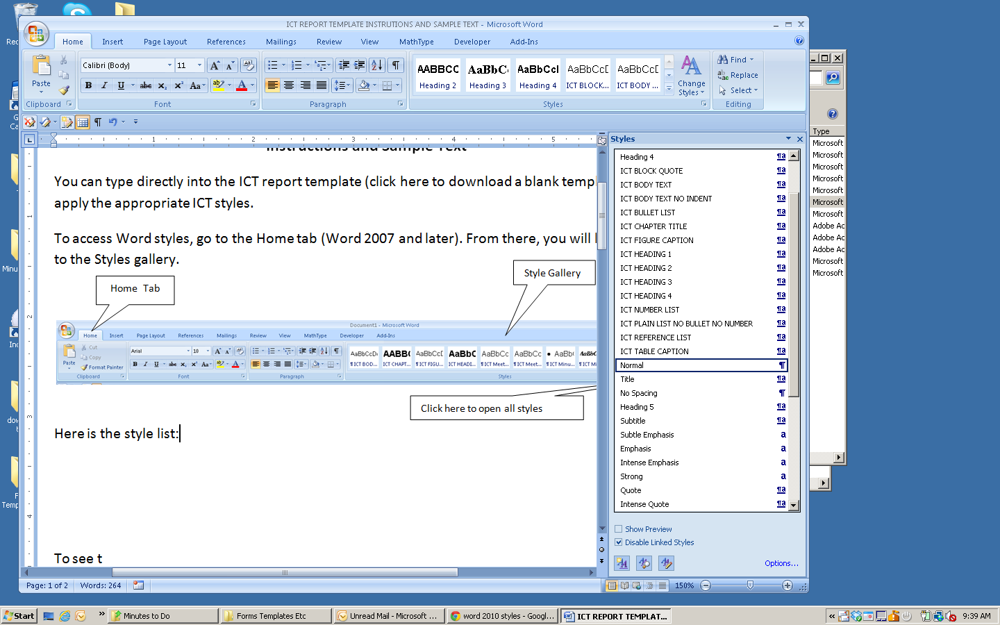 ICT REPORT TEMPLATE INSTRUTIONS AND SAMPLE TEXT - Microsoft Word
Home Insert Page Layout References Mailings Review View MathType Developer Add-Ins
Paste
Clipboard
Calibri (Body) 11
Font
Paragraph
AABBCC AaBbC AaBbCcI AaBbCcD AaBbCcD
Heading 2 Heading 3 Heading 4 ICT BLOCK... ICT BODY ...
Change Styles
Styles
Find
Replace
Select
Editing
Instructions and Sample Text
You can type directly into the ICT report template (click here to download a blank templ
apply the appropriate ICT styles.
To access Word styles, go to the Home tab (Word 2007 and later). From there, you will
to the Styles gallery.
Home Tab
Style Gallery
Document1 - Microsoft Word
Home Insert Page Layout References Mailings Review View MathType Developer Add-Ins
Paste
Cut
Copy
Format Painter
Clipboard
Arial 10
Font
Paragraph
AaBbCcD AABBC AaBbCcD AaBbC AaBbCc AaBbCc AaBbCc AaBbC
¶ ICT BOD... ¶ ICT CHAPT... ¶ ICT FIGU... ¶ ICT HEADI... ¶ ICT Meet... ¶ ICT Meet... ¶ ICT Minu...
Styles
Click here to open all styles
Here is the style list:
To see t
Styles
Heading 4
ICT BLOCK QUOTE
ICT BODY TEXT
ICT BODY TEXT NO INDENT
ICT BULLET LIST
ICT CHAPTER TITLE
ICT FIGURE CAPTION
ICT HEADING 1
ICT HEADING 2
ICT HEADING 3
ICT HEADING 4
ICT NUMBER LIST
ICT PLAIN LIST NO BULLET NO NUMBER
ICT REFERENCE LIST
ICT TABLE CAPTION
Normal
Title
No Spacing
Heading 5
Subtitle
Subtle Emphasis
Emphasis
Intense Emphasis
Strong
Quote
Intense Quote
Show Preview
Disable Linked Styles
Options...
Type
Microsoft
Microsoft
Microsoft
Microsoft
Microsoft
Microsoft
Microsoft
Adobe Ac
Adobe Ac
Adobe Ac
Microsoft
Microsoft
Page: 1 of 2 Words: 264 150%
Start Minutes to Do Forms Templates Etc Unread Mail - Microsoft ... word 2010 styles - Googl... ICT REPORT TEMPLAT... 9:39 AM